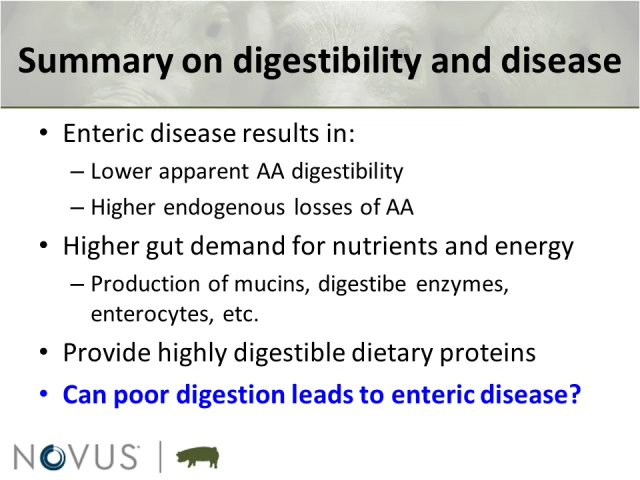 Summary on digestibility and disease
• Enteric disease results in:
– Lower apparent AA digestibility
– Higher endogenous losses of AA
• Higher gut demand for nutrients and energy
– Production of mucins, digestibe enzymes,
enterocytes, etc.
• Provide highly digestible dietary proteins
• Can poor digestion leads to enteric disease?
NOVUS